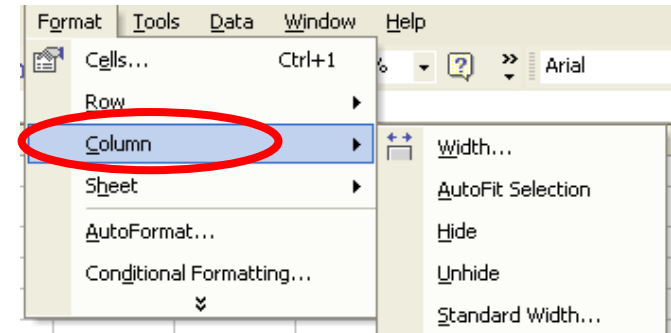 Format Tools Data Window Help
Cells... Ctrl+1 % Arial
Row
Column Width...
Sheet AutoFit Selection
AutoFormat... Hide
Conditional Formatting... Unhide
Standard Width...